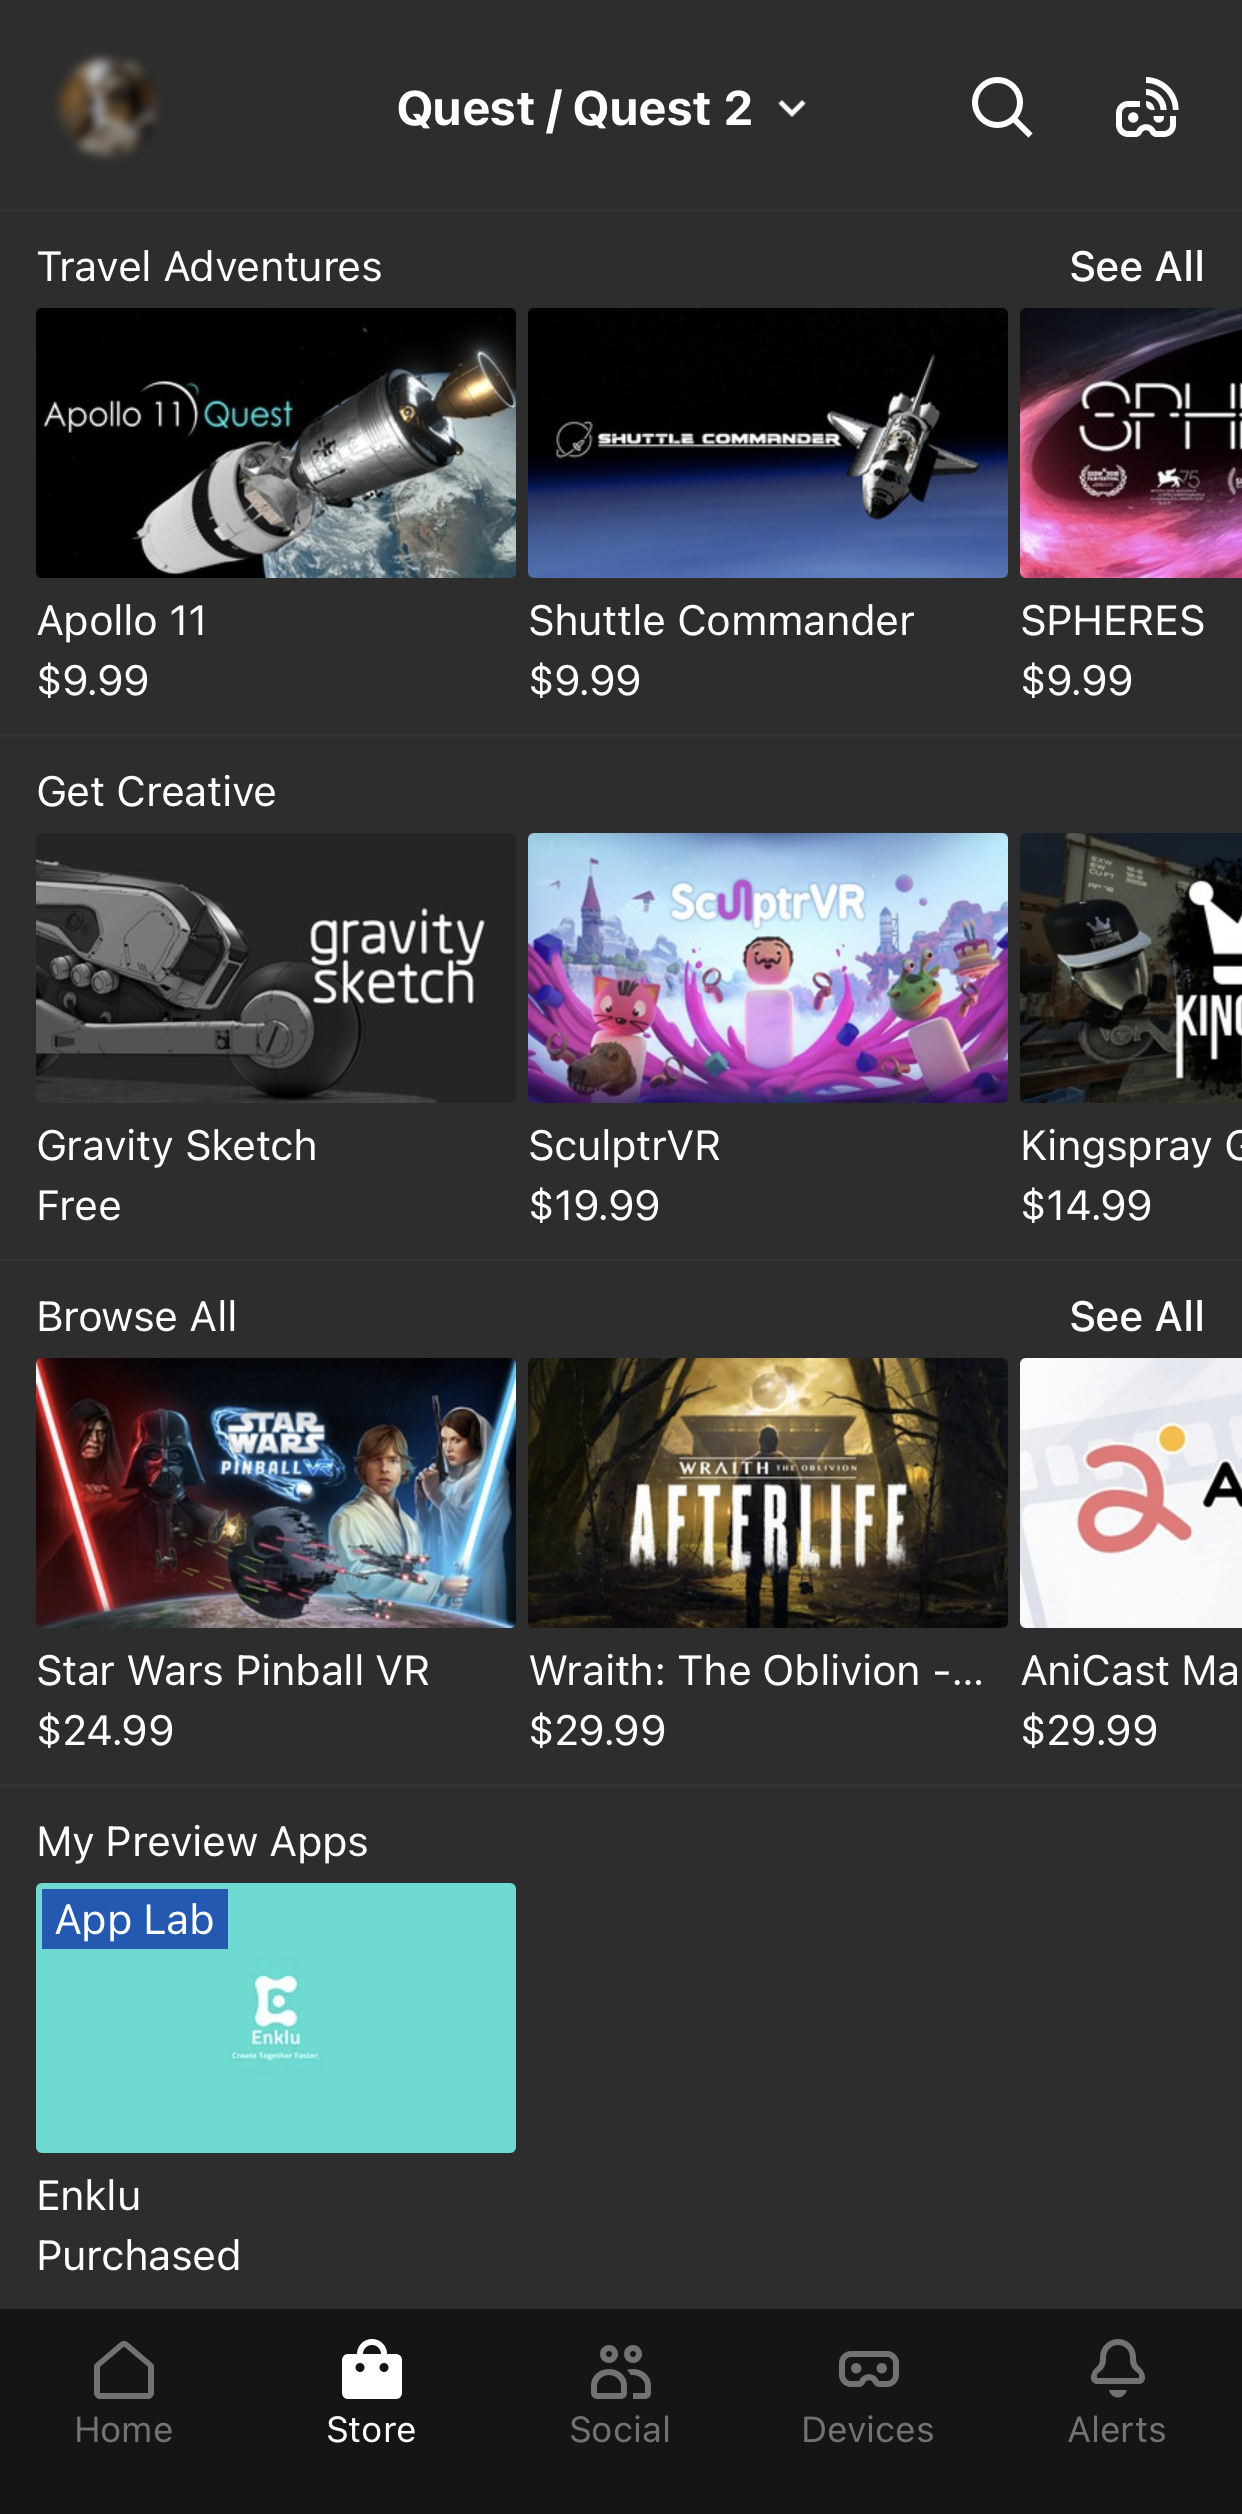 Quest / Quest 2
Travel Adventures
See All
Apollo 11 Quest
SHUTTLE COMMANDER
SPHE
75
Apollo 11
$9.99
Shuttle Commander
$9.99
SPHERES
$9.99
Get Creative
gravity
sketch
SculptrVR
KING
Gravity Sketch
Free
SculptrVR
$19.99
Kingspray G
$14.99
Browse All
See All
STAR
WARS
PINBALL VR
WRAITH THE OBLIVION
AFTERLIFE
a A
Star Wars Pinball VR
$24.99
Wraith: The Oblivion -...
$29.99
AniCast Ma
$29.99
My Preview Apps
App Lab
Enklu
Create Together Faster.
Enklu
Purchased
Home
Store
Social
Devices
Alerts